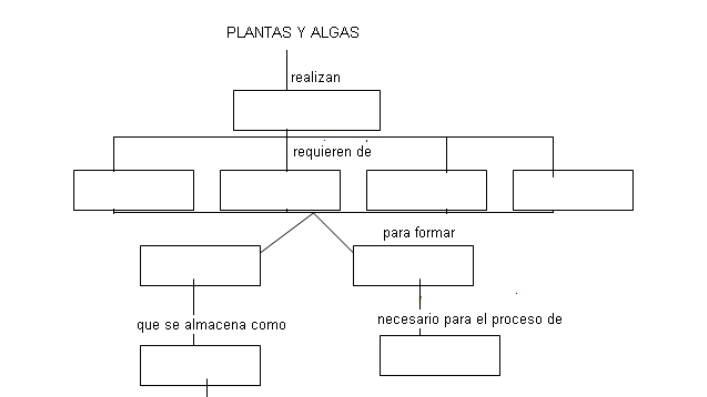 PLANTAS Y ALGAS
realizan
requieren de
para formar
que se almacena como
necesario para el proceso de